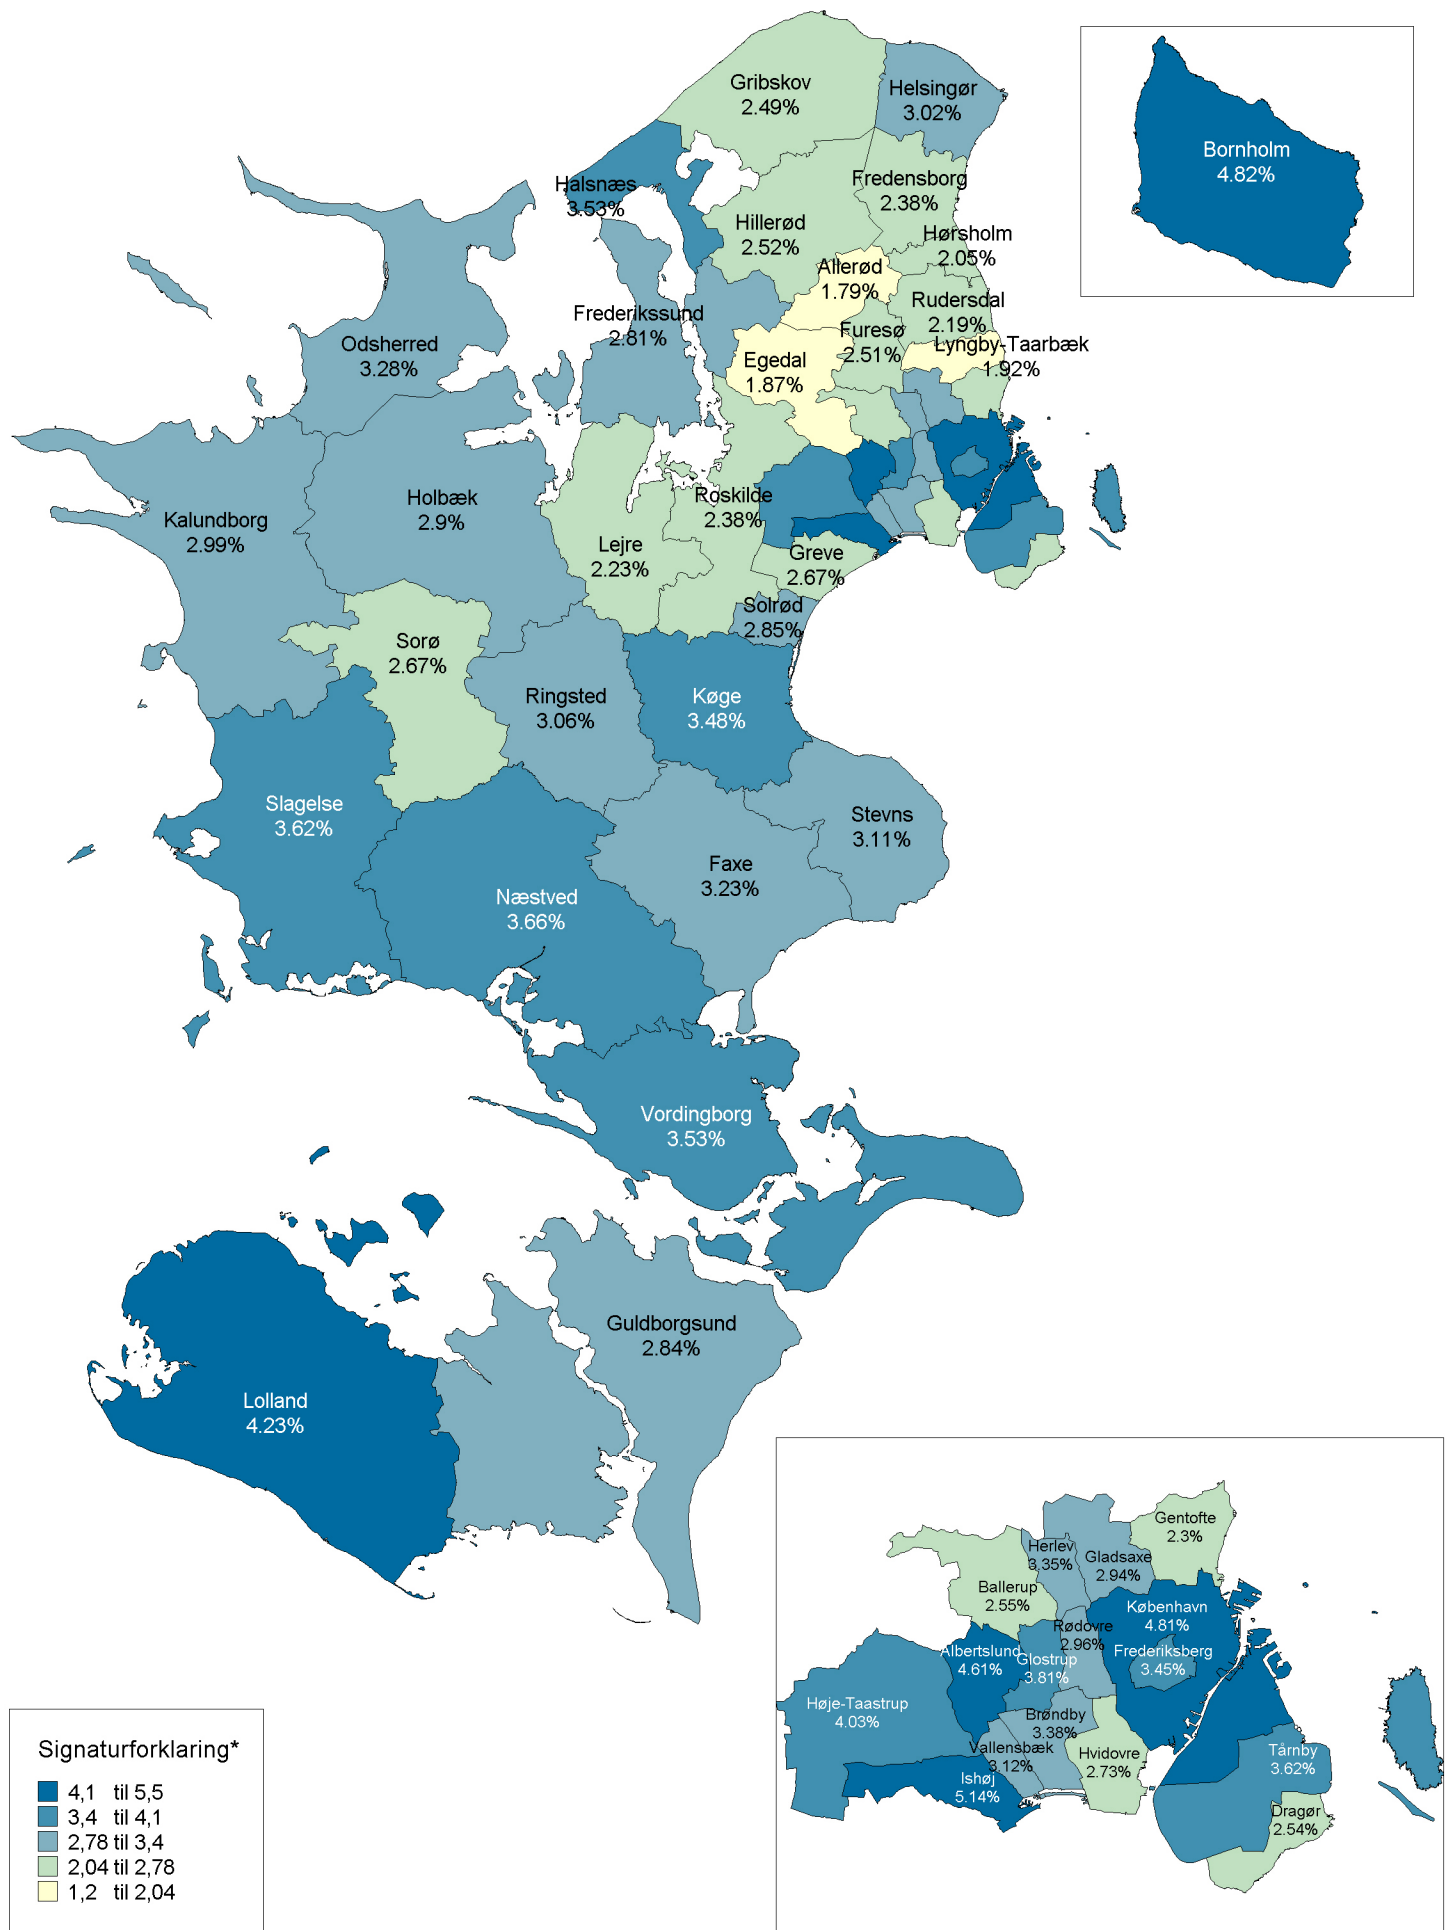 Gribskov
2.49%
Helsingør
3.02%
Bornholm
4.82%
Halsnæs
3.53%
Fredensborg
2.38%
Hillerød
2.52%
Hørsholm
2.05%
Allerød
1.79%
Rudersdal
2.19%
Frederikssund
2.81%
Furesø
2.51%
Lyngby-Taarbæk
1.92%
Odsherred
3.28%
Egedal
1.87%
Holbæk
2.9%
Roskilde
2.38%
Kalundborg
2.99%
Lejre
2.23%
Greve
2.67%
Solrød
2.85%
Sorø
2.67%
Ringsted
3.06%
Køge
3.48%
Slagelse
3.62%
Stevns
3.11%
Faxe
3.23%
Næstved
3.66%
Vordingborg
3.53%
Guldborgsund
2.84%
Lolland
4.23%
Gentofte
2.3%
Herlev
3.35%
Gladsaxe
2.94%
Ballerup
2.55%
København
4.81%
Rødovre
2.96%
Albertslund
4.61%
Glostrup
3.81%
Frederiksberg
3.45%
Høje-Taastrup
4.03%
Brøndby
3.38%
Vallensbæk
3.12%
Hvidovre
2.73%
Tårnby
3.62%
Ishøj
5.14%
Dragør
2.54%
Signaturforklaring*
4,1 til 5,5
3,4 til 4,1
2,78 til 3,4
2,04 til 2,78
1,2 til 2,04